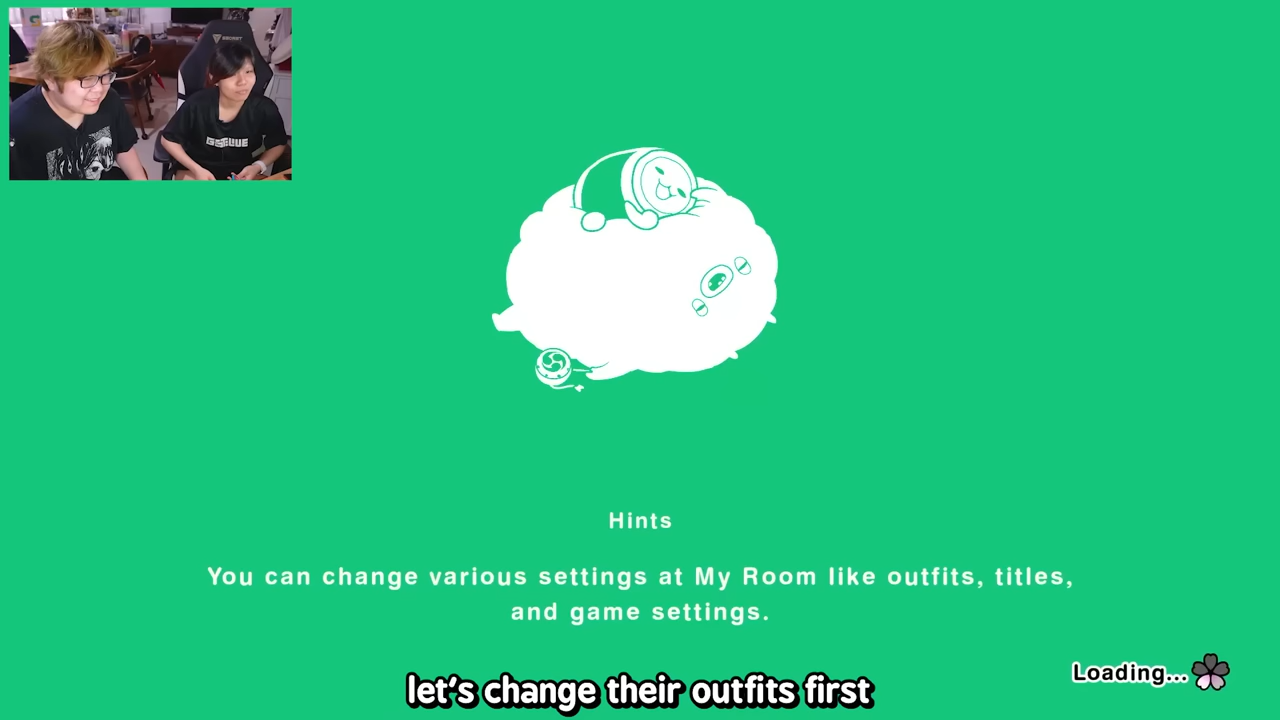 SECRET
Hints
You can change various settings at My Room like outfits, titles,
and game settings.
Loading...
let's change their outfits first